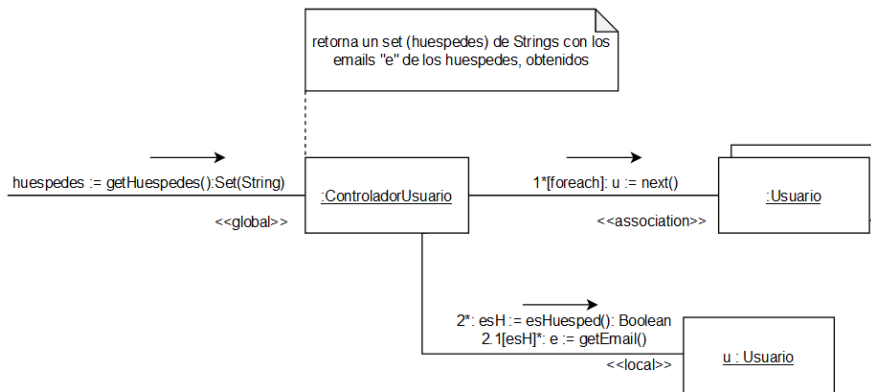 retorna un set (huespedes) de Strings con los
emails "e" de los huespedes, obtenidos
huespedes := getHuespedes():Set(String)
<<global>>
:ControladorUsuario
1*[foreach]: u := next()
<<association>>
:Usuario
2*: esH := esHuesped(): Boolean
2.1[esH]*: e := getEmail()
<<local>>
u : Usuario